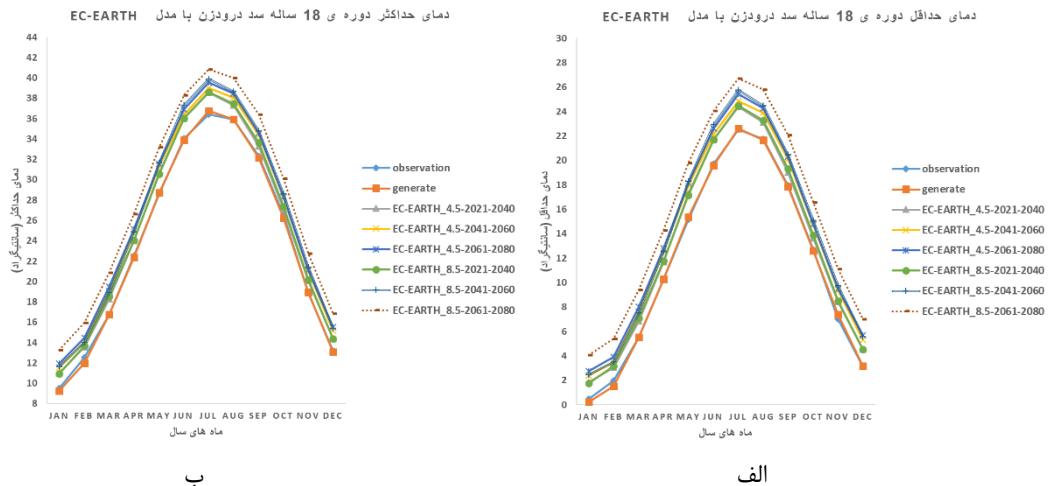 دمای حداقل دوره ی 18 ساله سد درودزن با مدل EC-EARTH
دمای حداقل (سانتیگراد)
30
28
26
24
22
20
18
16
14
12
10
8
6
4
2
0
JAN FEB MAR APR MAY JUN JUL AUG SEP OCT NOV DEC
ماه های سال
observation
generate
EC-EARTH_4.5-2021-2040
EC-EARTH_4.5-2041-2060
EC-EARTH_4.5-2061-2080
EC-EARTH_8.5-2021-2040
EC-EARTH_8.5-2041-2060
EC-EARTH_8.5-2061-2080
الف
دمای حداکثر دوره ی 18 ساله سد درودزن با مدل EC-EARTH
دمای حداکثر (سانتیگراد)
44
42
40
38
36
34
32
30
28
26
24
22
20
18
16
14
12
10
8
JAN FEB MAR APR MAY JUN JUL AUG SEP OCT NOV DEC
ماه های سال
observation
generate
EC-EARTH_4.5-2021-2040
EC-EARTH_4.5-2041-2060
EC-EARTH_4.5-2061-2080
EC-EARTH_8.5-2021-2040
EC-EARTH_8.5-2041-2060
EC-EARTH_8.5-2061-2080
ب